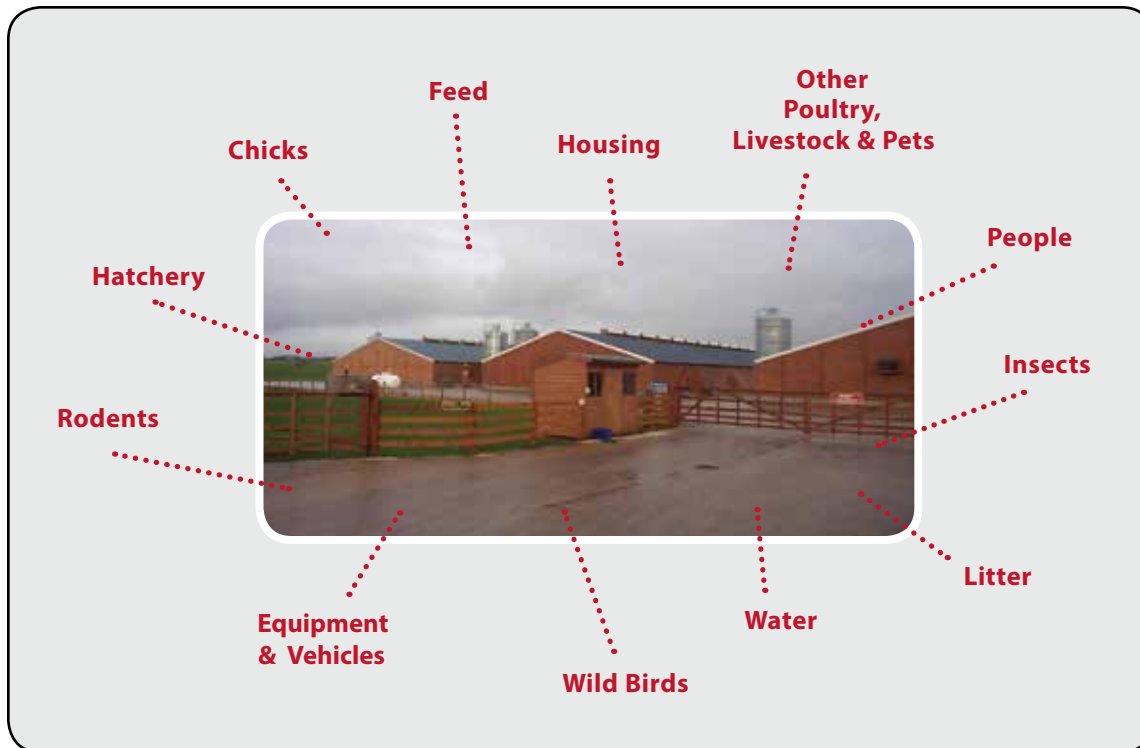 Feed
Other
Poultry,
Livestock & Pets
Housing
Chicks
People
Hatchery
Insects
Rodents
Litter
Equipment
& Vehicles
Water
Wild Birds